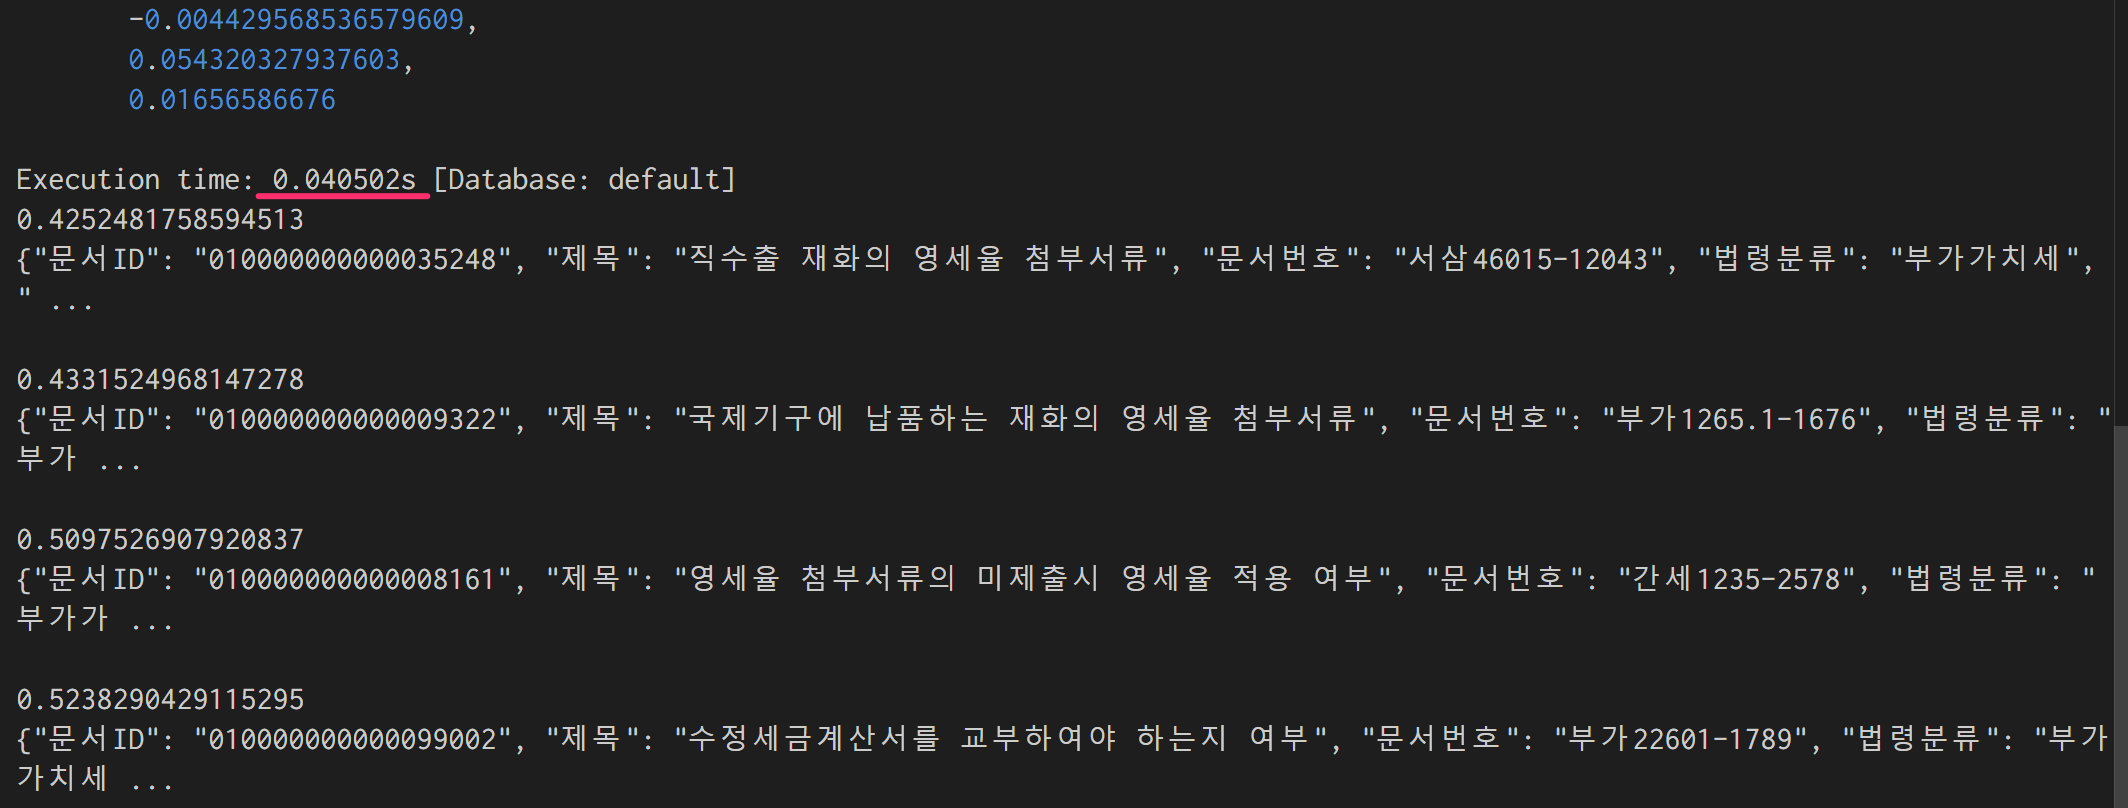 -0.004429568536579609,
0.054320327937603,
0.01656586676
Execution time: 0.040502s [Database: default]
0.4252481758594513
{"문서ID": "010000000000035248", "제목": "직수출 재화의 영세율 첨부서류", "문서번호": "서삼46015-12043", "법령분류": "부가가치세",
" ...
0.4331524968147278
{"문서ID": "010000000000009322", "제목": "국제기구에 납품하는 재화의 영세율 첨부서류", "문서번호": "부가1265.1-1676", "법령분류": "
부가 ...
0.5097526907920837
{"문서ID": "010000000000008161", "제목": "영세율 첨부서류의 미제출시 영세율 적용 여부", "문서번호": "간세1235-2578", "법령분류": "
부가가 ...
0.5238290429115295
{"문서ID": "010000000000099002", "제목": "수정세금계산서를 교부하여야 하는지 여부", "문서번호": "부가22601-1789", "법령분류": "부가
가치세 ...